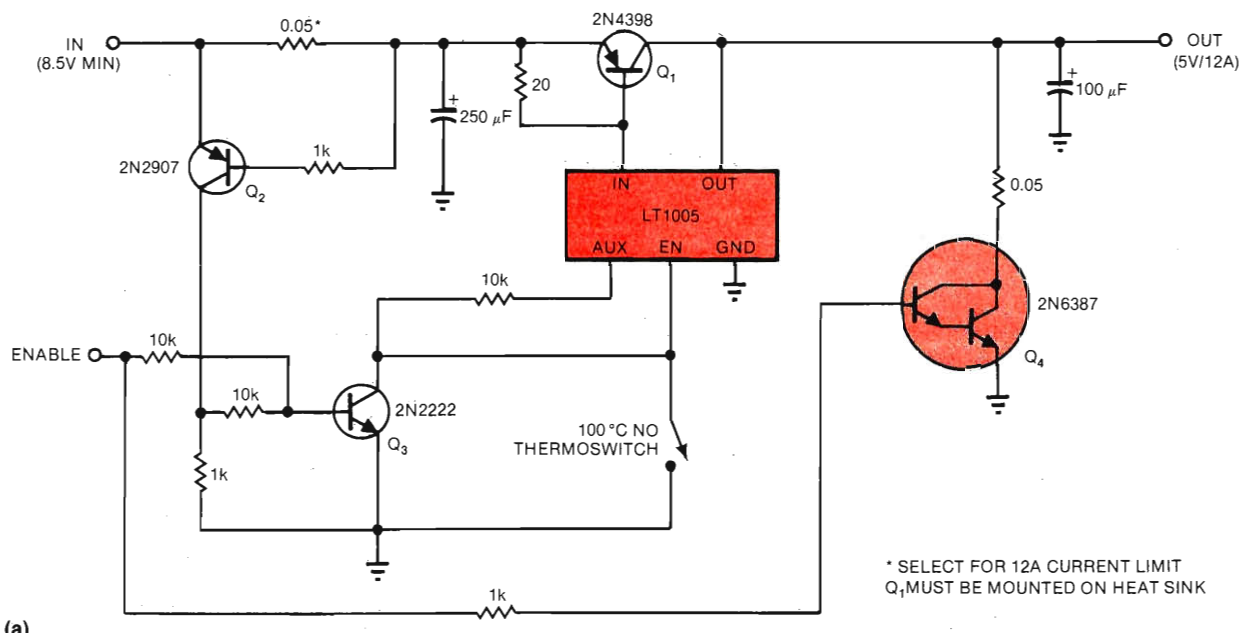 2N4398
0.05*
IN
(8.5V MIN)
OUT
(5V/12A)
Q1
20
+
250 µF
+
100 µF
2N2907
1k
Q2
IN OUT
LT1005
AUX EN GND
0.05
10k
2N6387
Q4
ENABLE
10k
10k
2N2222
Q3
100°C NO
THERMOSWITCH
1k
* SELECT FOR 12A CURRENT LIMIT
Q1MUST BE MOUNTED ON HEAT SINK
1k
(a)